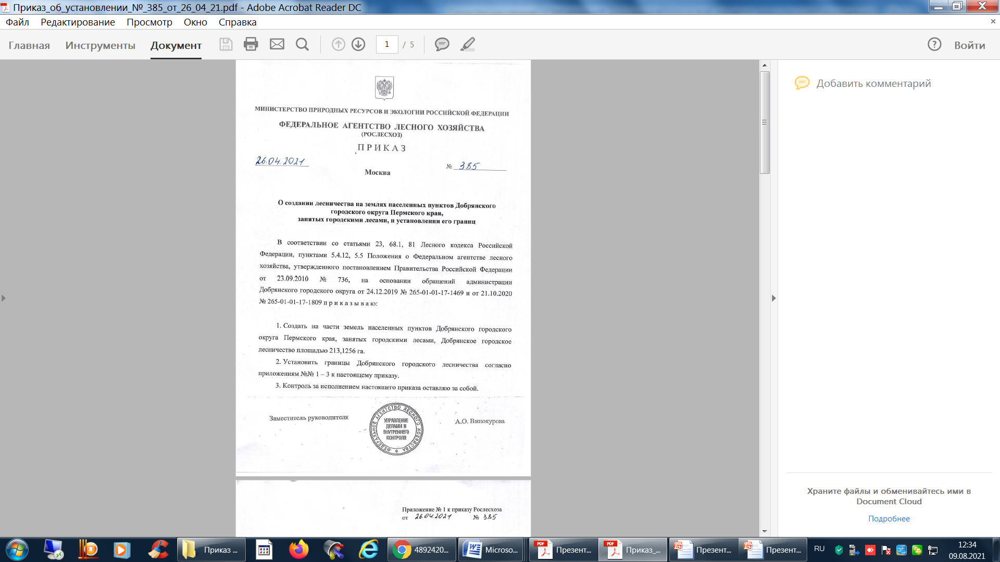 Приказ_об_установлении_№_385_от_26_04_21.pdf - Adobe Acrobat Reader DC
Файл Редактирование Просмотр Окно Справка
Главная Инструменты Документ 1 / 5 Войти
МИНИСТЕРСТВО ПРИРОДНЫХ РЕСУРСОВ И ЭКОЛОГИИ РОССИЙСКОЙ ФЕДЕРАЦИИ
ФЕДЕРАЛЬНОЕ АГЕНТСТВО ЛЕСНОГО ХОЗЯЙСТВА
(РОСЛЕСХОЗ)
П Р И К А З
26.04.2021
№ 385
Москва
О создании лесничества на землях населенных пунктов Добрянского
городского округа Пермского края,
занятых городскими лесами, и установлении его границ
В соответствии со статьями 23, 68.1, 81 Лесного кодекса Российской
Федерации, пунктами 5.4.12, 5.5 Положения о Федеральном агентстве лесного
хозяйства, утвержденного постановлением Правительства Российской Федерации
от 23.09.2010 № 736, на основании обращений администрации
Добрянского городского округа от 24.12.2019 № 265-01-01-17-1469 и от 21.10.2020
№ 265-01-01-17-1809 п р и к а з ы в а ю:
1. Создать на части земель населенных пунктов Добрянского городского
округа Пермского края, занятых городскими лесами, Добрянское городское
лесничество площадью 213,1256 га.
2. Установить границы Добрянского городского лесничества согласно
приложениям №№ 1 – 3 к настоящему приказу.
3. Контроль за исполнением настоящего приказа оставляю за собой.
Заместитель руководителя
ФЕДЕРАЛЬНОЕ АГЕНТСТВО ЛЕСНОГО ХОЗЯЙСТВА
УПРАВЛЕНИЕ
ДЕЛАМИ И
ВНУТРЕННЕГО
КОНТРОЛЯ
А.О. Винокурова
Приложение № 1 к приказу Рослесхоза
от 26.04.2021 № 385
Добавить комментарий
Храните файлы и обменивайтесь ими в
Document Cloud
Подробнее
Приказ ... 4892420... Microso... Презент... Приказ_... Презент... Презент... RU
12:34
09.08.2021